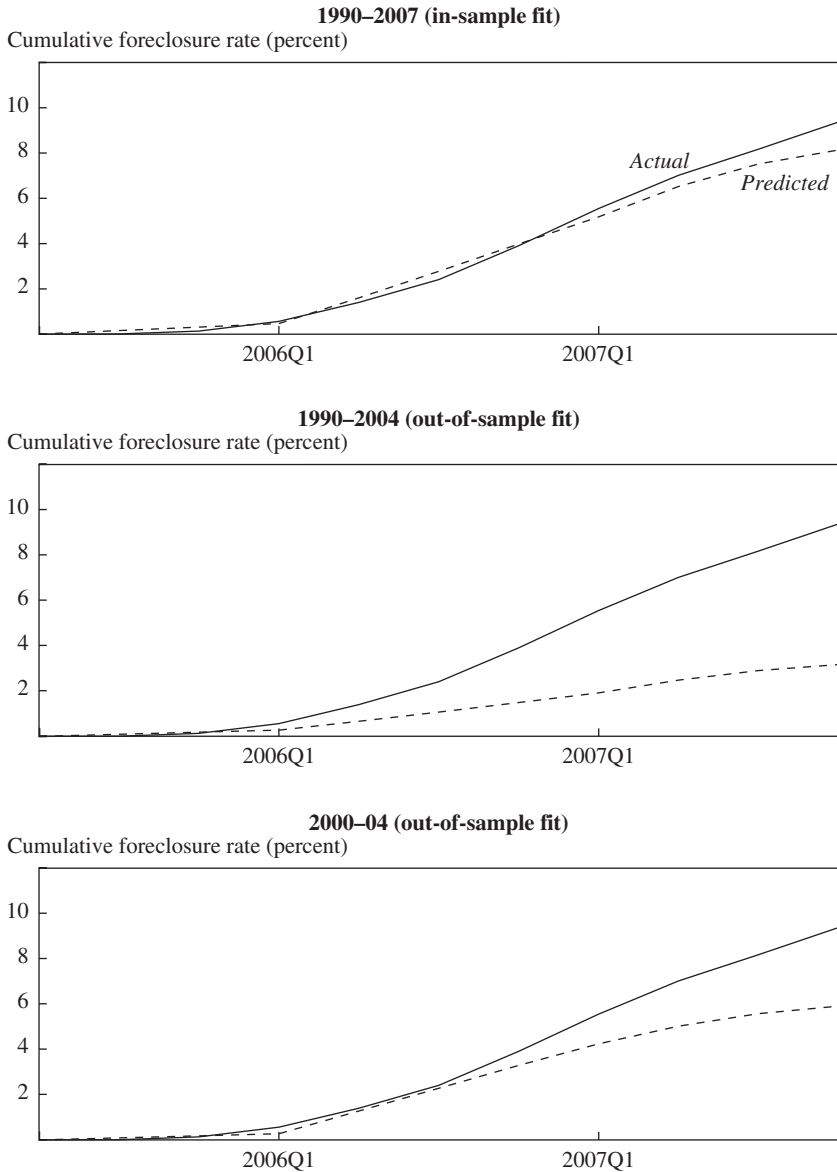 1990–2007 (in-sample fit)
Cumulative foreclosure rate (percent)
10
8
Actual
Predicted
6
4
2
2006Q1 2007Q1
1990–2004 (out-of-sample fit)
Cumulative foreclosure rate (percent)
10
8
6
4
2
2006Q1 2007Q1
2000–04 (out-of-sample fit)
Cumulative foreclosure rate (percent)
10
8
6
4
2
2006Q1 2007Q1